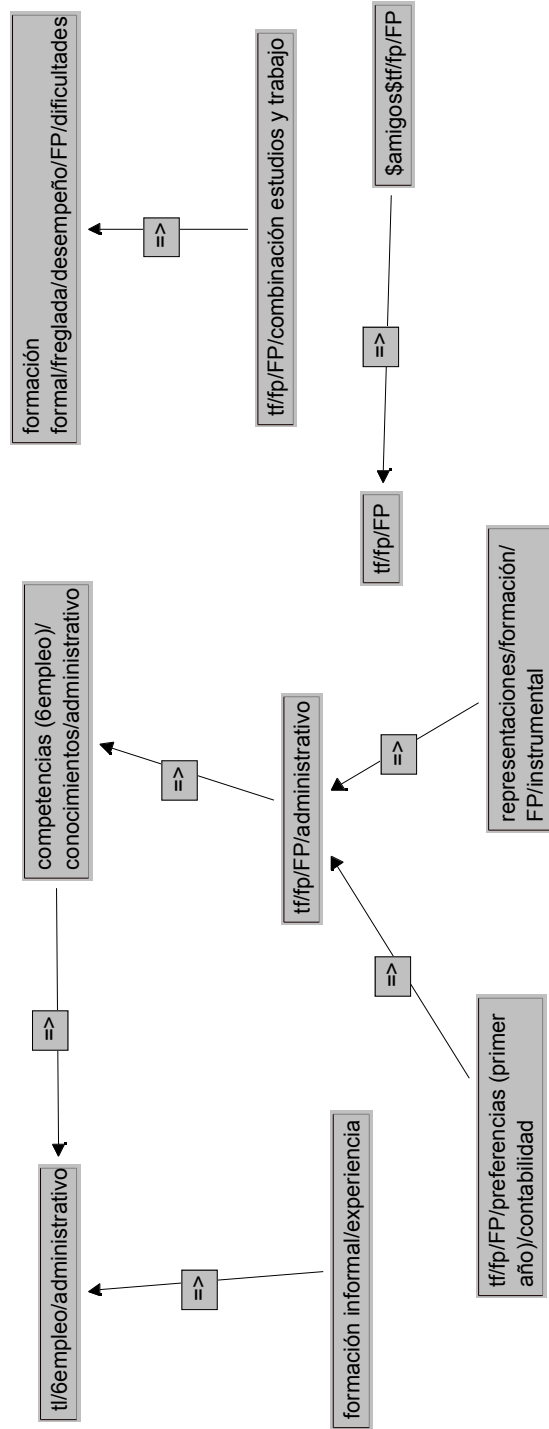 tl/6empleo/administrativo
=>
competencias (6empleo)/
conocimientos/administrativo
formación
formal/freglada/desempeño/FP/dificultades
=>
=>
=>
formación informal/experiencia
tf/fp/FP/administrativo
tf/fp/FP/combinación estudios y trabajo
=>
=>
tf/fp/FP
=>
$amigos$tf/fp/FP
tf/fp/FP/preferencias (primer
año)/contabilidad
representaciones/formación/
FP/instrumental